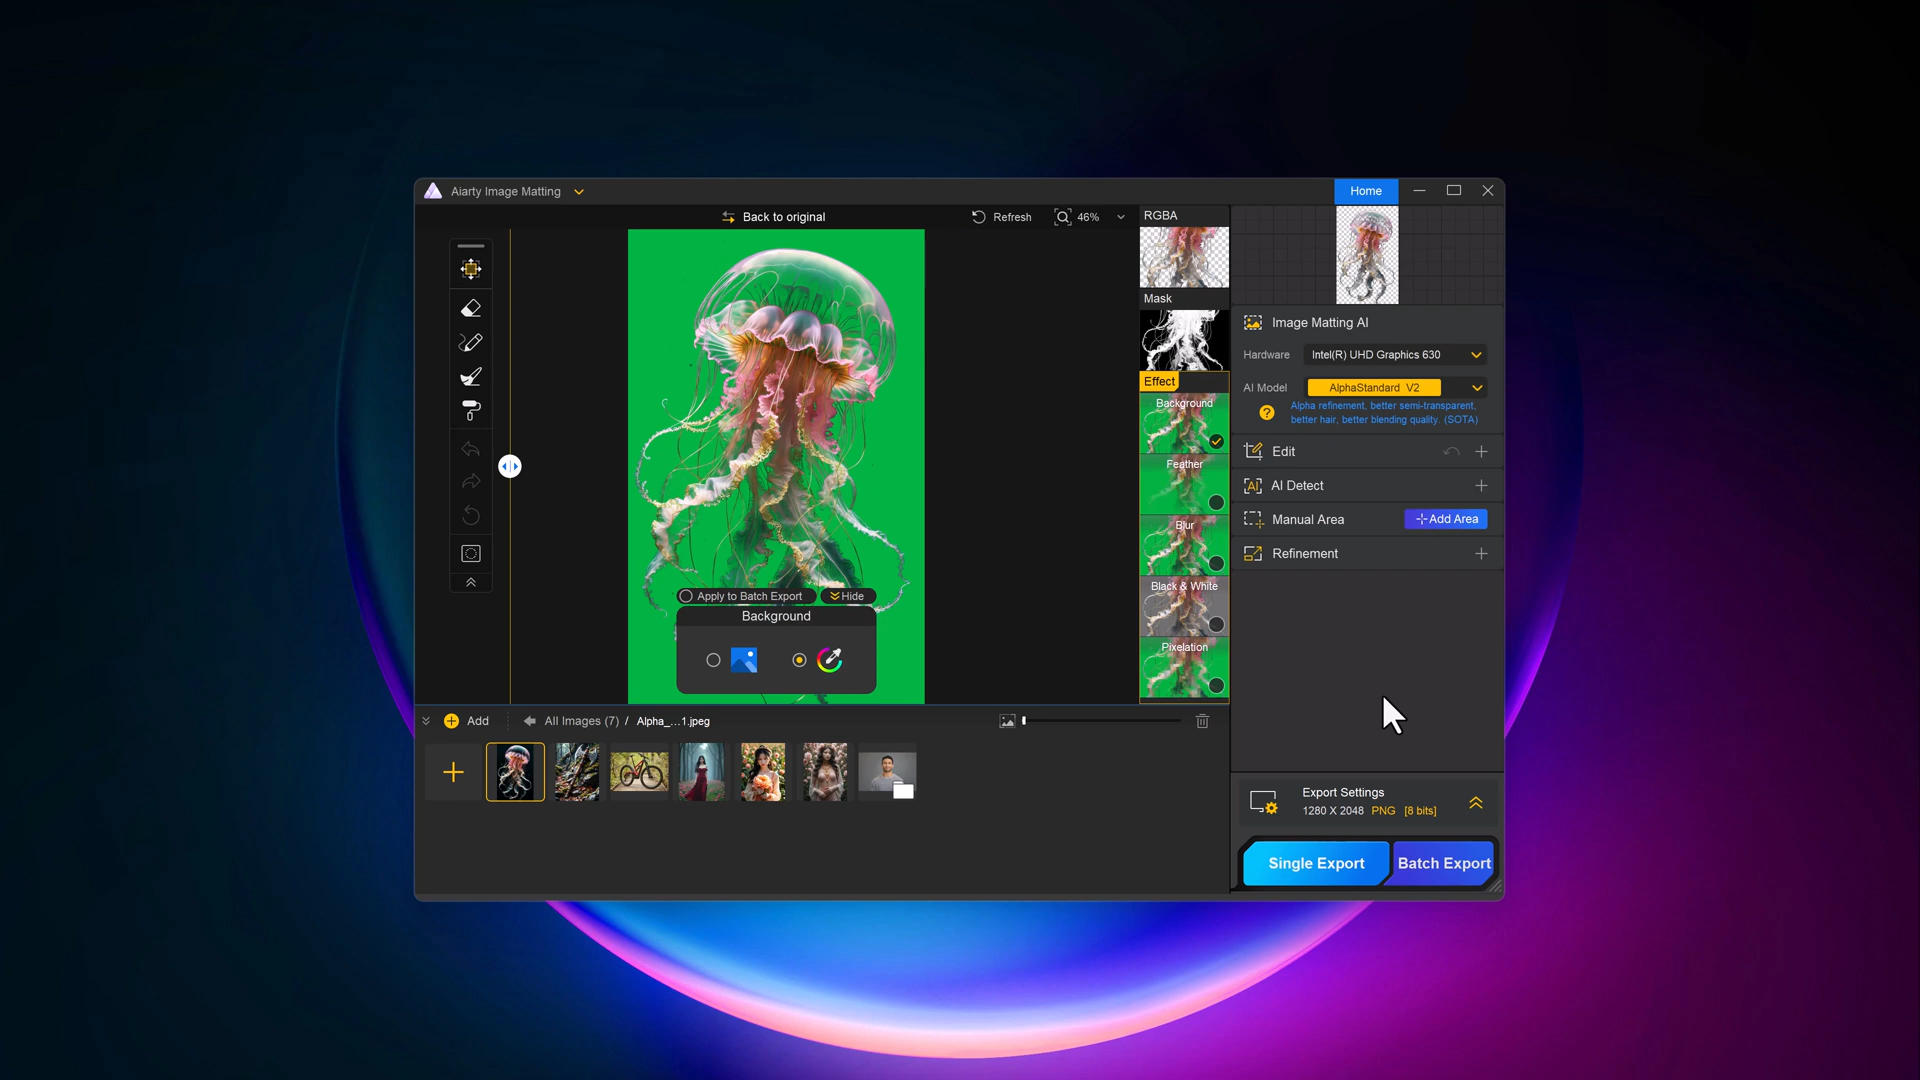 Aiarty Image Matting
Home
Back to original
Refresh
46%
RGBA
Mask
Effect
Background
Feather
Blur
Black & White
Pixelation
Image Matting AI
Hardware
Intel(R) UHD Graphics 630
AI Model
AlphaStandard V2
?
Alpha refinement, better semi-transparent,
better hair, better blending quality. (SOTA)
Edit
AI Detect
Manual Area
Add Area
Refinement
Apply to Batch Export
Hide
Background
Add
All Images (7) / Alpha_...1.jpeg
Export Settings
1280 X 2048 PNG [8 bits]
Single Export
Batch Export